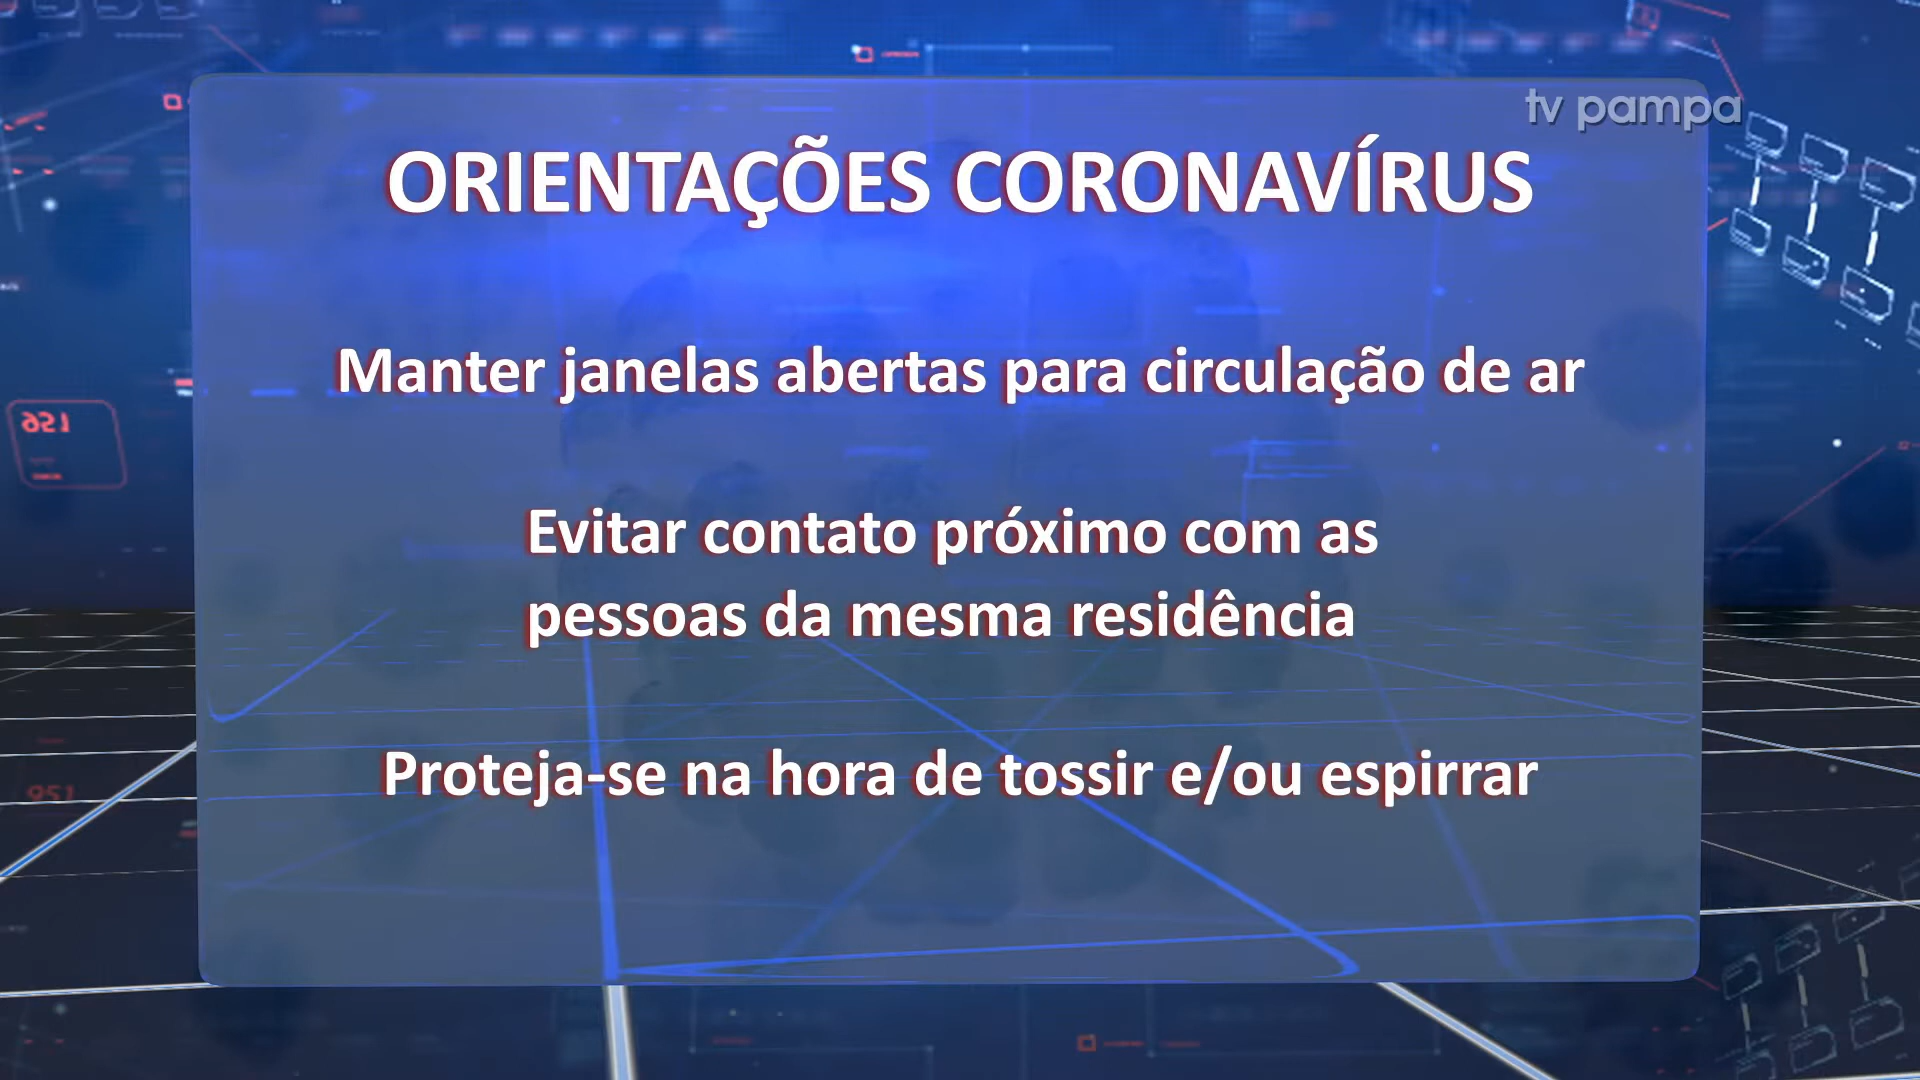 tv pampa
ORIENTAÇÕES CORONAVÍRUS
Manter janelas abertas para circulação de ar
Evitar contato próximo com as
pessoas da mesma residência
Proteja-se na hora de tossir e/ou espirrar
951